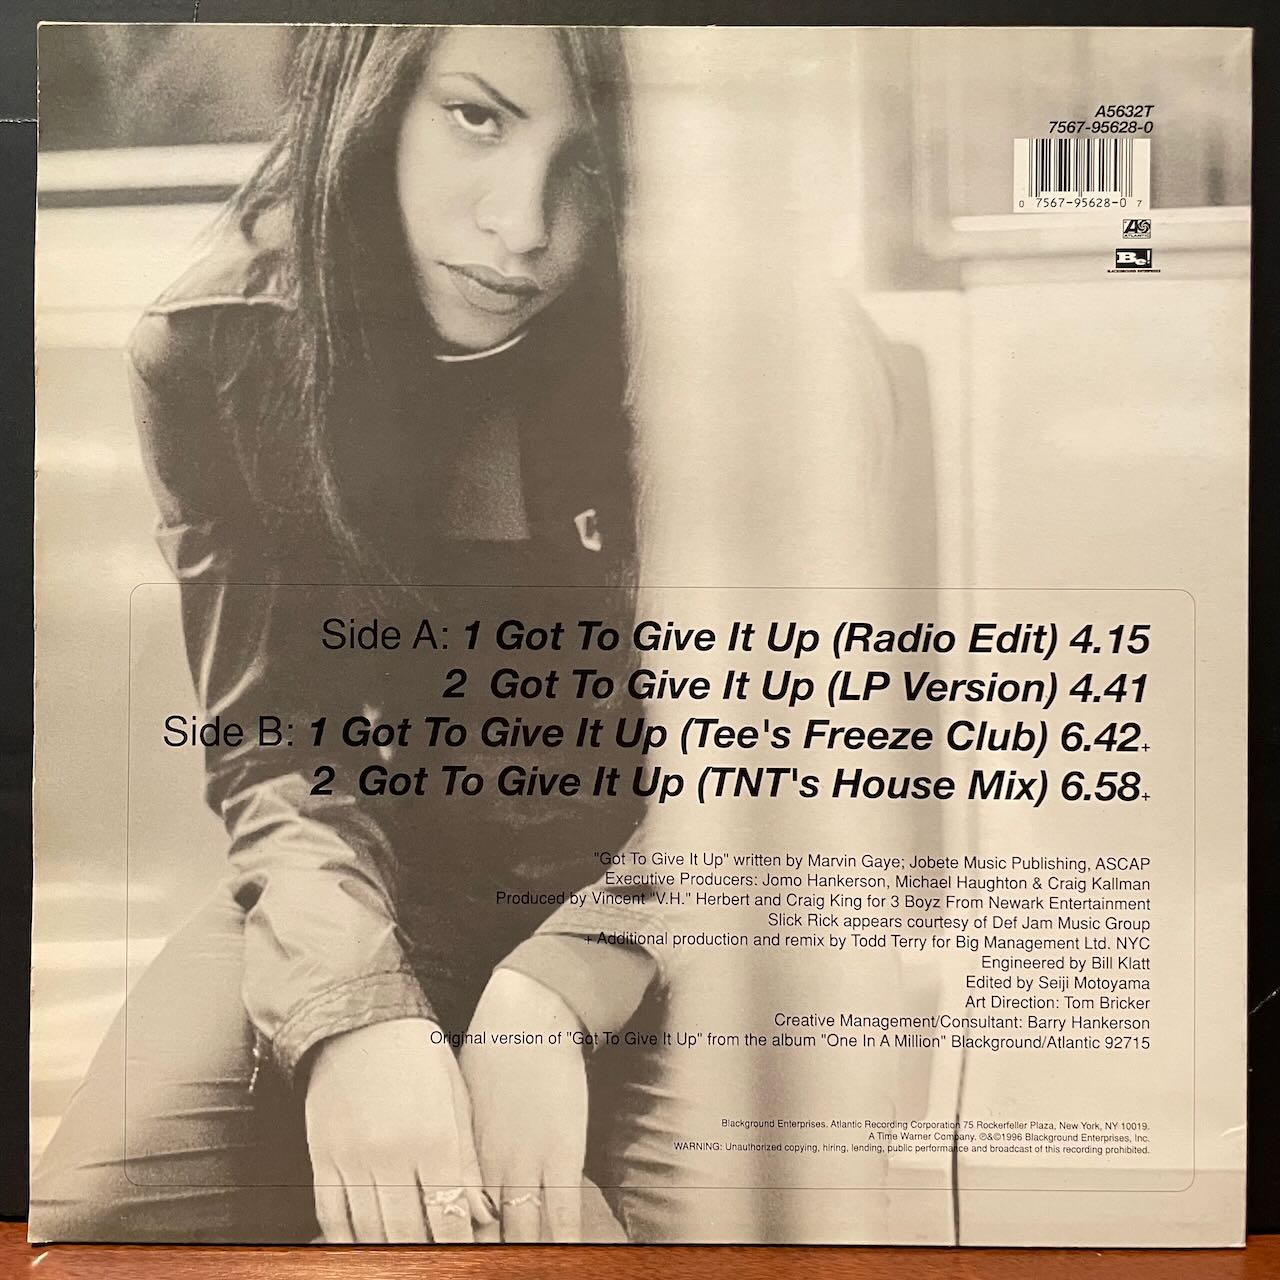 A5632T
7567-95628-0
0 7567-95628-0 7
ATLANTIC
BLACKGROUND ENTERPRISES
Side A: 1 Got To Give It Up (Radio Edit) 4.15
2 Got To Give It Up (LP Version) 4.41
Side B: 1 Got To Give It Up (Tee's Freeze Club) 6.42+
2 Got To Give It Up (TNT's House Mix) 6.58+
"Got To Give It Up" written by Marvin Gaye; Jobete Music Publishing, ASCAP
Executive Producers: Jomo Hankerson, Michael Haughton & Craig Kallman
Produced by Vincent "V.H." Herbert and Craig King for 3 Boyz From Newark Entertainment
Slick Rick appears courtesy of Def Jam Music Group
+ Additional production and remix by Todd Terry for Big Management Ltd. NYC
Engineered by Bill Klatt
Edited by Seiji Motoyama
Art Direction: Tom Bricker
Creative Management/Consultant: Barry Hankerson
Original version of "Got To Give It Up" from the album "One In A Million" Blackground/Atlantic 92715
Blackground Enterprises. Atlantic Recording Corporation 75 Rockerfeller Plaza, New York, NY 10019.
A Time Warner Company. ℗&©1996 Blackground Enterprises, Inc.
WARNING: Unauthorized copying, hiring, lending, public performance and broadcast of this recording prohibited.